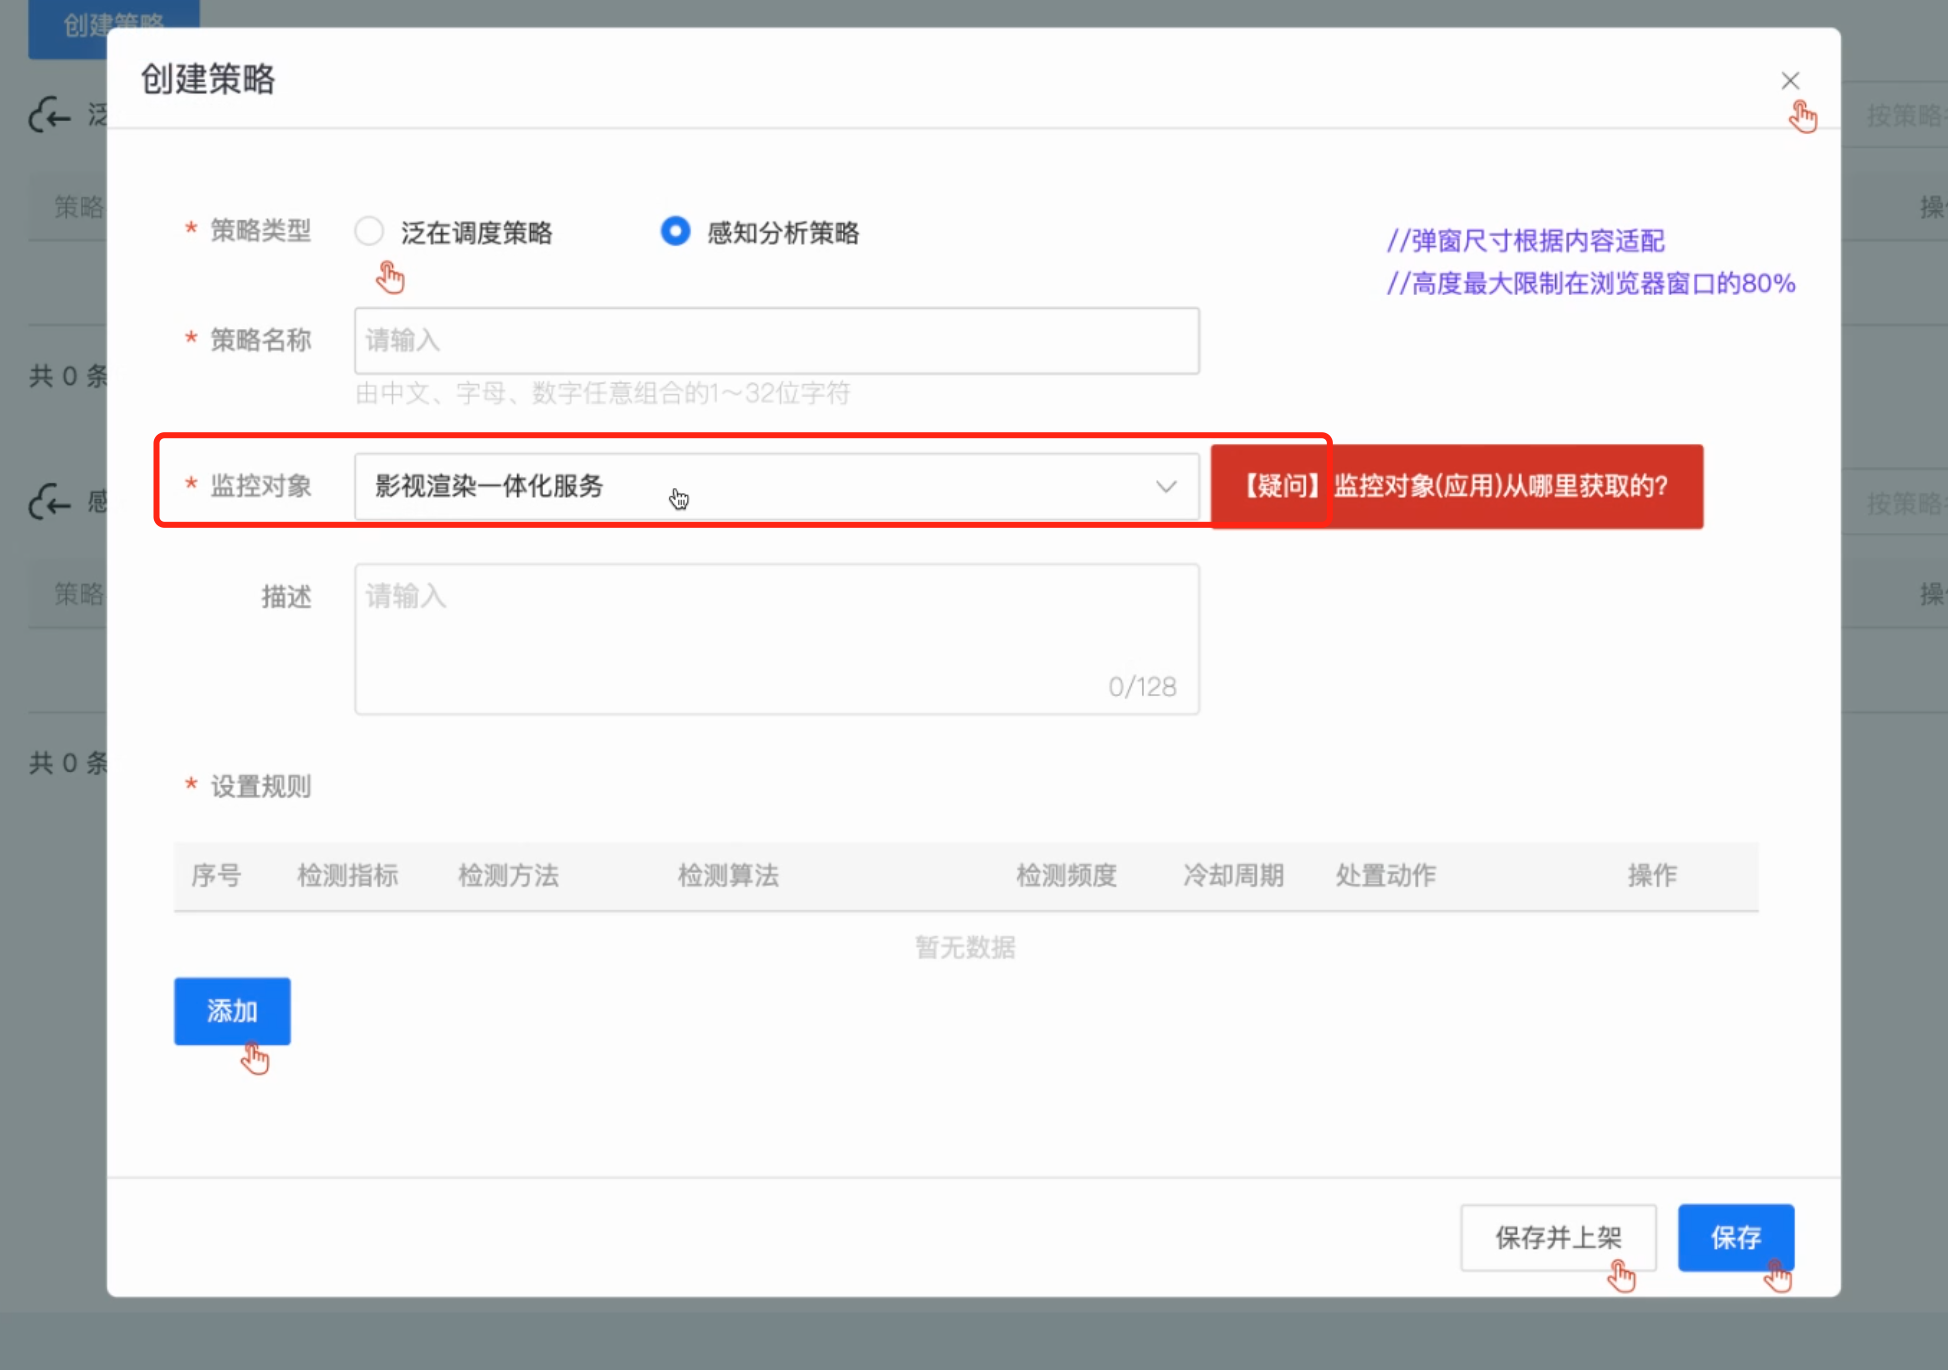 创建策略
创建策略
泛
按策略
策略
操
共 0 条
感
按策略
策略
操
共 0 条
* 策略类型 泛在调度策略 感知分析策略
//弹窗尺寸根据内容适配
//高度最大限制在浏览器窗口的80%
* 策略名称 请输入
由中文、字母、数字任意组合的1~32位字符
* 监控对象 影视渲染一体化服务 【疑问】监控对象(应用)从哪里获取的?
描述 请输入
0/128
* 设置规则
序号 检测指标 检测方法 检测算法 检测频度 冷却周期 处置动作 操作
暂无数据
添加
保存并上架 保存